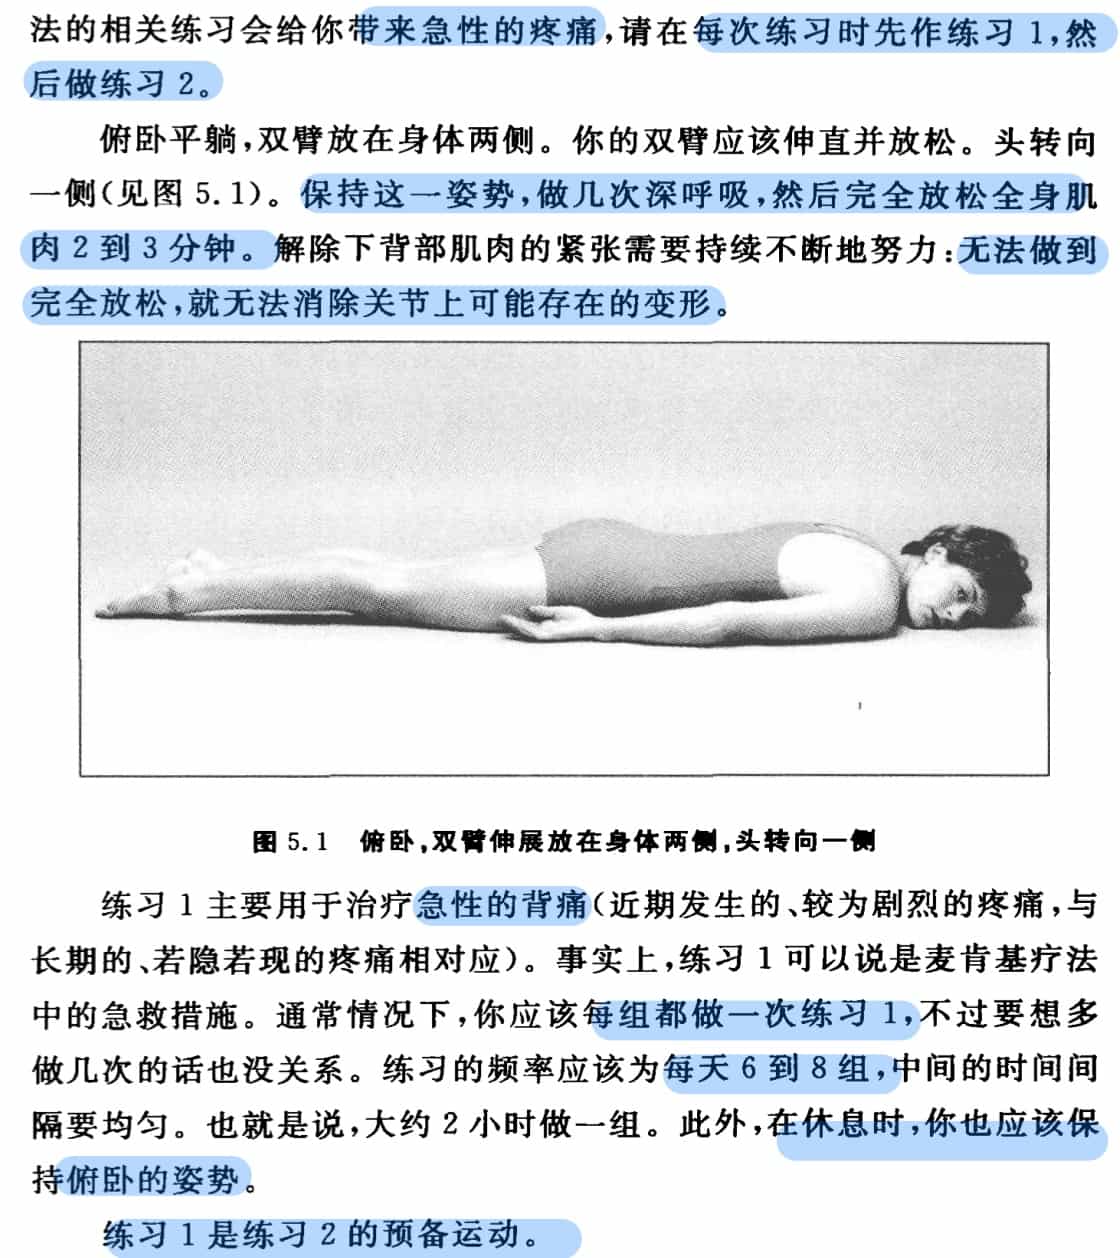 法的相关练习会给你带来急性的疼痛,请在每次练习时先作练习 1,然
后做练习 2。
俯卧平躺,双臂放在身体两侧。你的双臂应该伸直并放松。头转向
一侧(见图 5.1)。保持这一姿势,做几次深呼吸,然后完全放松全身肌
肉 2 到 3 分钟。解除下背部肌肉的紧张需要持续不断地努力:无法做到
完全放松,就无法消除关节上可能存在的变形。
图 5.1 俯卧,双臂伸展放在身体两侧,头转向一侧
练习 1 主要用于治疗急性的背痛(近期发生的、较为剧烈的疼痛,与
长期的、若隐若现的疼痛相对应)。事实上,练习 1 可以说是麦肯基疗法
中的急救措施。通常情况下,你应该每组都做一次练习 1,不过要想多
做几次的话也没关系。练习的频率应该为每天 6 到 8 组,中间的时间间
隔要均匀。也就是说,大约 2 小时做一组。此外,在休息时,你也应该保
持俯卧的姿势。
练习 1 是练习 2 的预备运动。